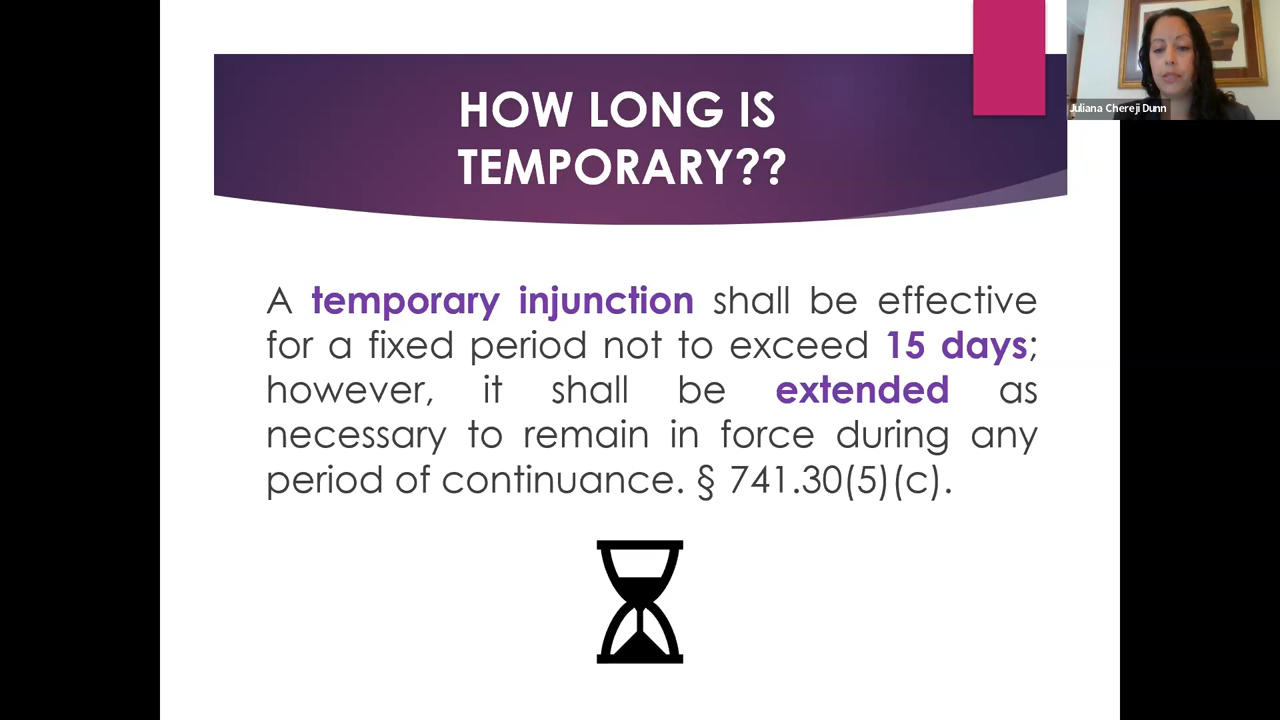 HOW LONG IS
TEMPORARY??
Juliana Chereji Dunn
A temporary injunction shall be effective
for a fixed period not to exceed 15 days;
however, it shall be extended as
necessary to remain in force during any
period of continuance. § 741.30(5)(c).